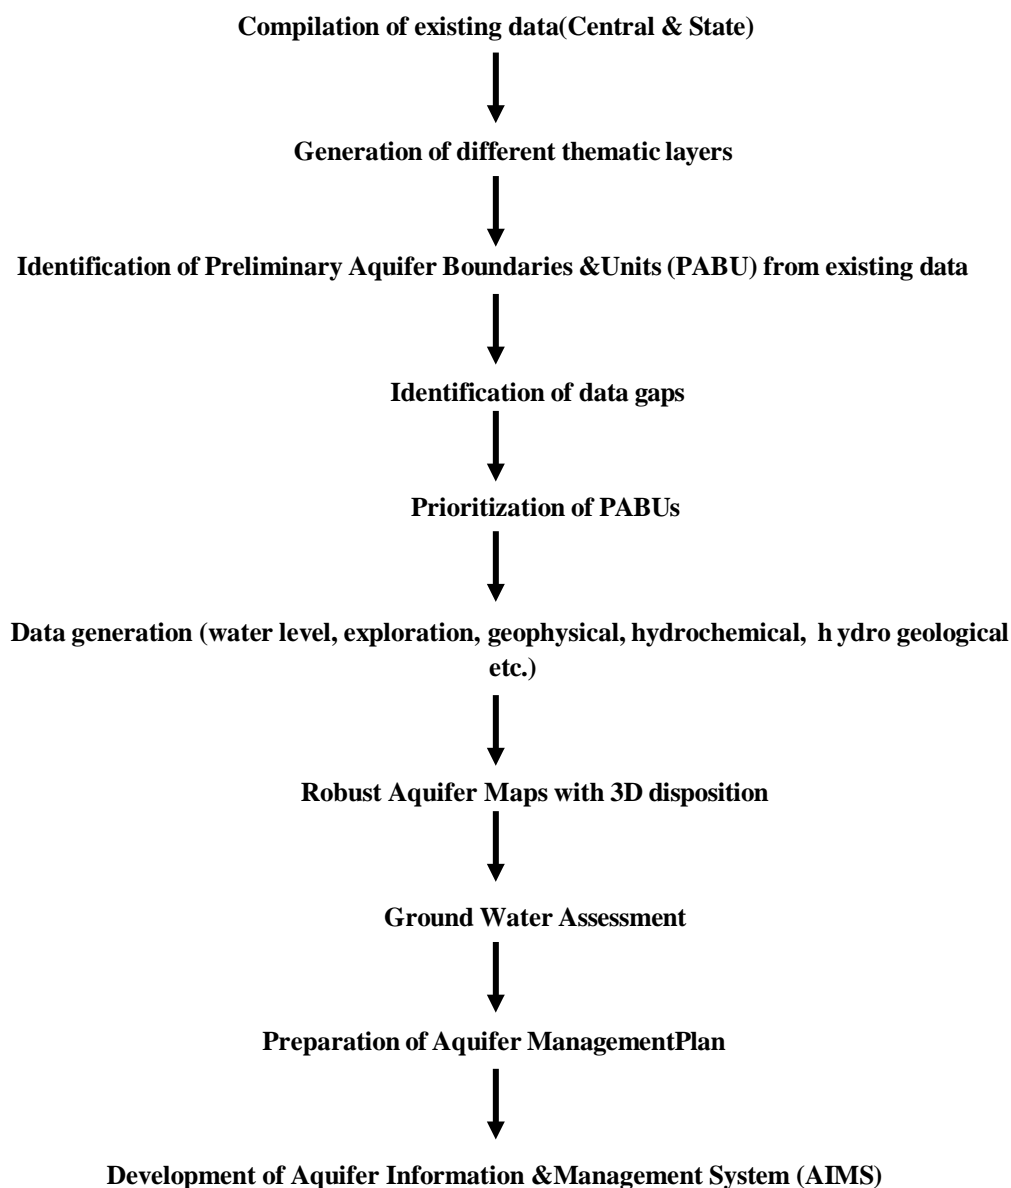 Compilation of existing data(Central & State)
Generation of different thematic layers
Identification of Preliminary Aquifer Boundaries &Units (PABU) from existing data
Identification of data gaps
Prioritization of PABUs
Data generation (water level, exploration, geophysical, hydrochemical, h ydro geological
etc.)
Robust Aquifer Maps with 3D disposition
Ground Water Assessment
Preparation of Aquifer ManagementPlan
Development of Aquifer Information &Management System (AIMS)